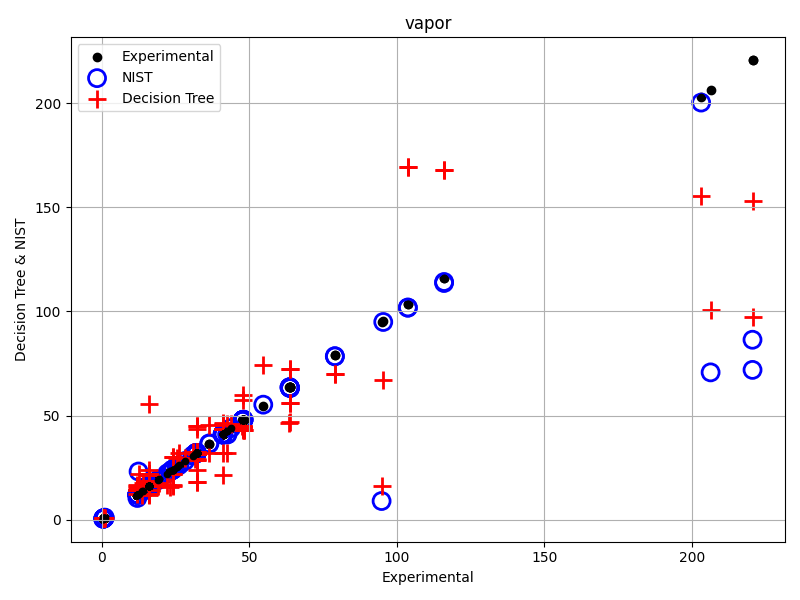 vapor
Experimental
NIST
Decision Tree
Decision Tree & NIST
200
150
100
50
0
0 50 100 150 200
Experimental